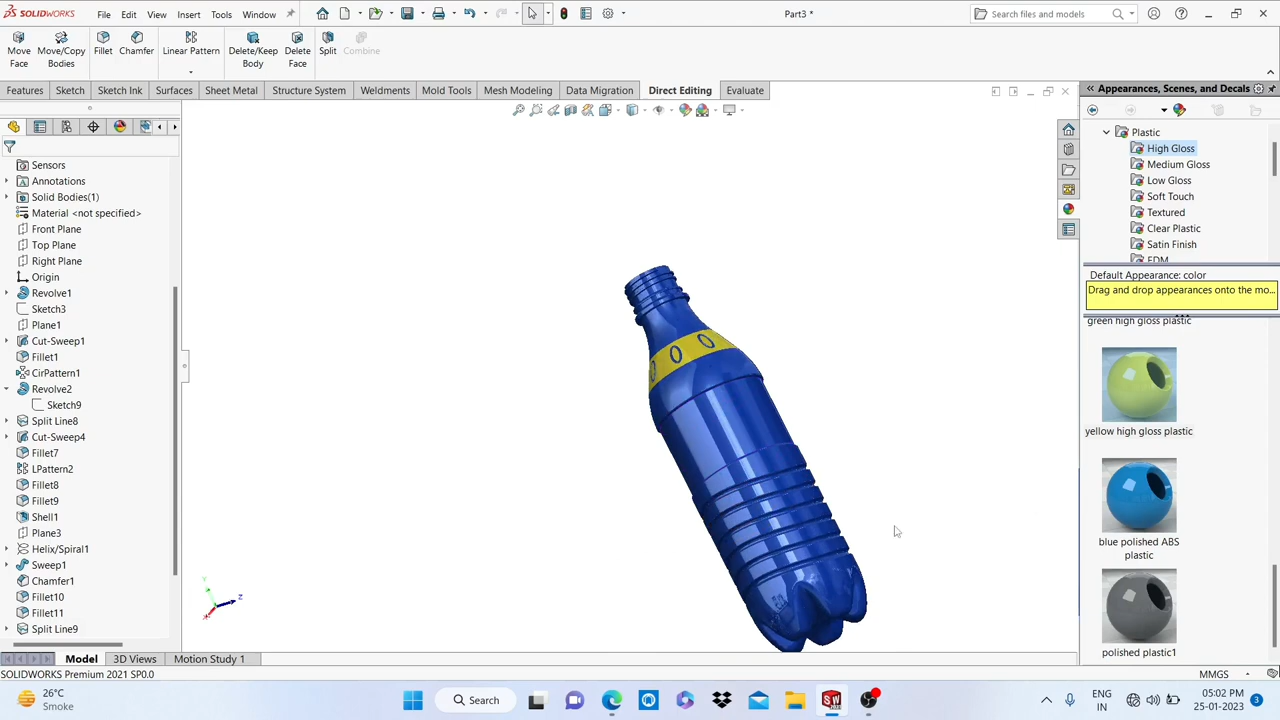 SOLIDWORKS File Edit View Insert Tools Window Part3 * Search files and models
Move Face Move/Copy Bodies Fillet Chamfer Linear Pattern Delete/Keep Body Delete Face Split Combine
Features Sketch Sketch Ink Surfaces Sheet Metal Structure System Weldments Mold Tools Mesh Modeling Data Migration Direct Editing Evaluate
Appearances, Scenes, and Decals
Sensors
Annotations
Solid Bodies(1)
Material <not specified>
Front Plane
Top Plane
Right Plane
Origin
Revolve1
Sketch3
Plane1
Cut-Sweep1
Fillet1
CirPattern1
Revolve2
Sketch9
Split Line8
Cut-Sweep4
Fillet7
LPattern2
Fillet8
Fillet9
Shell1
Plane3
Helix/Spiral1
Sweep1
Chamfer1
Fillet10
Fillet11
Split Line9
Y
Z
X
Plastic
High Gloss
Medium Gloss
Low Gloss
Soft Touch
Textured
Clear Plastic
Satin Finish
EDM
Default Appearance: color
Drag and drop appearances onto the mo...
green high gloss plastic
yellow high gloss plastic
blue polished ABS
plastic
polished plastic1
Model 3D Views Motion Study 1
SOLIDWORKS Premium 2021 SP0.0 MMGS
26°C
Smoke
Search
ENG
IN
05:02 PM
25-01-2023
3